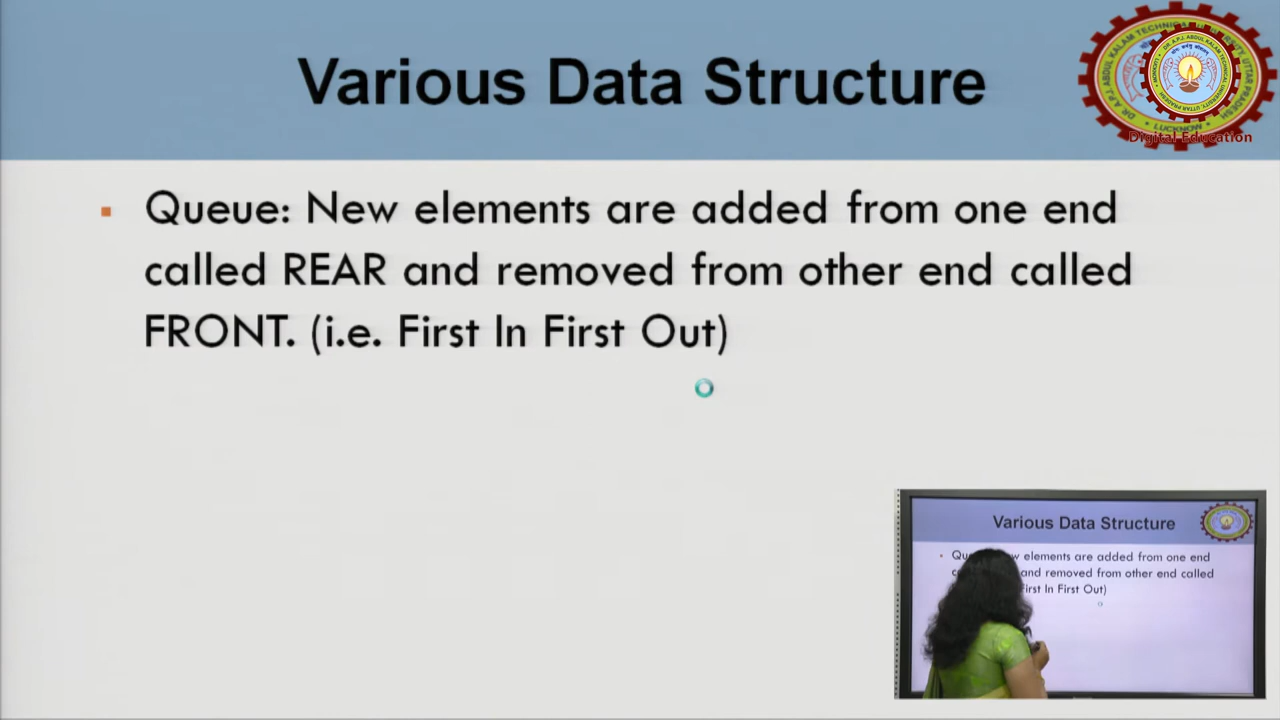 Various Data Structure
Digital Education
▪ Queue: New elements are added from one end
called REAR and removed from other end called
FRONT. (i.e. First In First Out)
Various Data Structure
elements are added from one end
and removed from other end called
First In First Out)